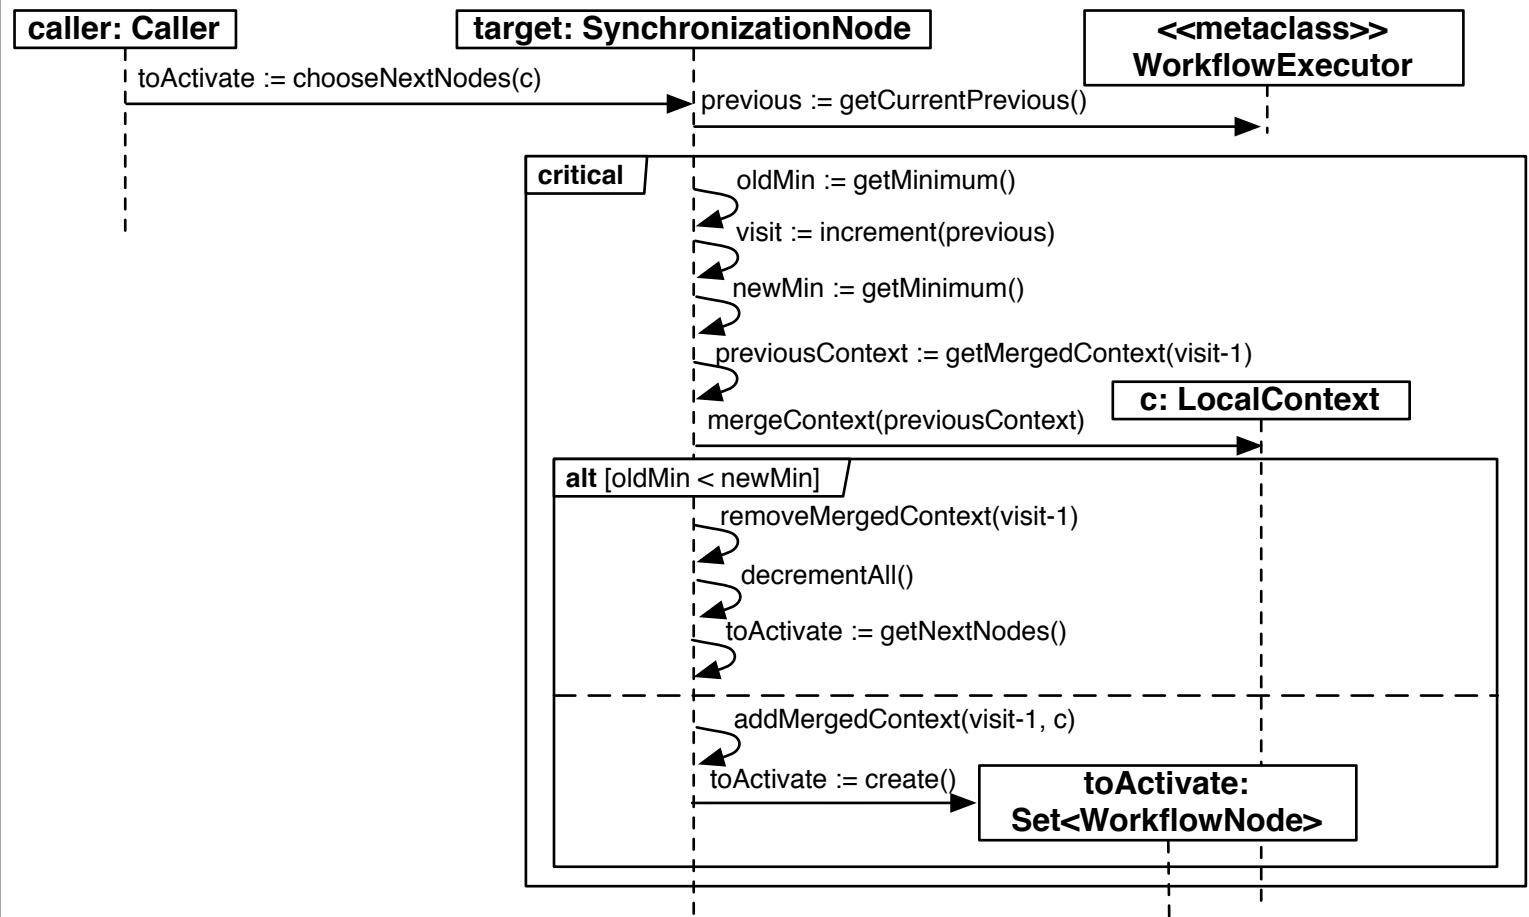 caller: Caller
target: SynchronizationNode
<<metaclass>>
WorkflowExecutor
toActivate := chooseNextNodes(c)
previous := getCurrentPrevious()
critical
oldMin := getMinimum()
visit := increment(previous)
newMin := getMinimum()
previousContext := getMergedContext(visit-1)
c: LocalContext
mergeContext(previousContext)
alt [oldMin < newMin]
removeMergedContext(visit-1)
decrementAll()
toActivate := getNextNodes()
addMergedContext(visit-1, c)
toActivate := create()
toActivate:
Set<WorkflowNode>